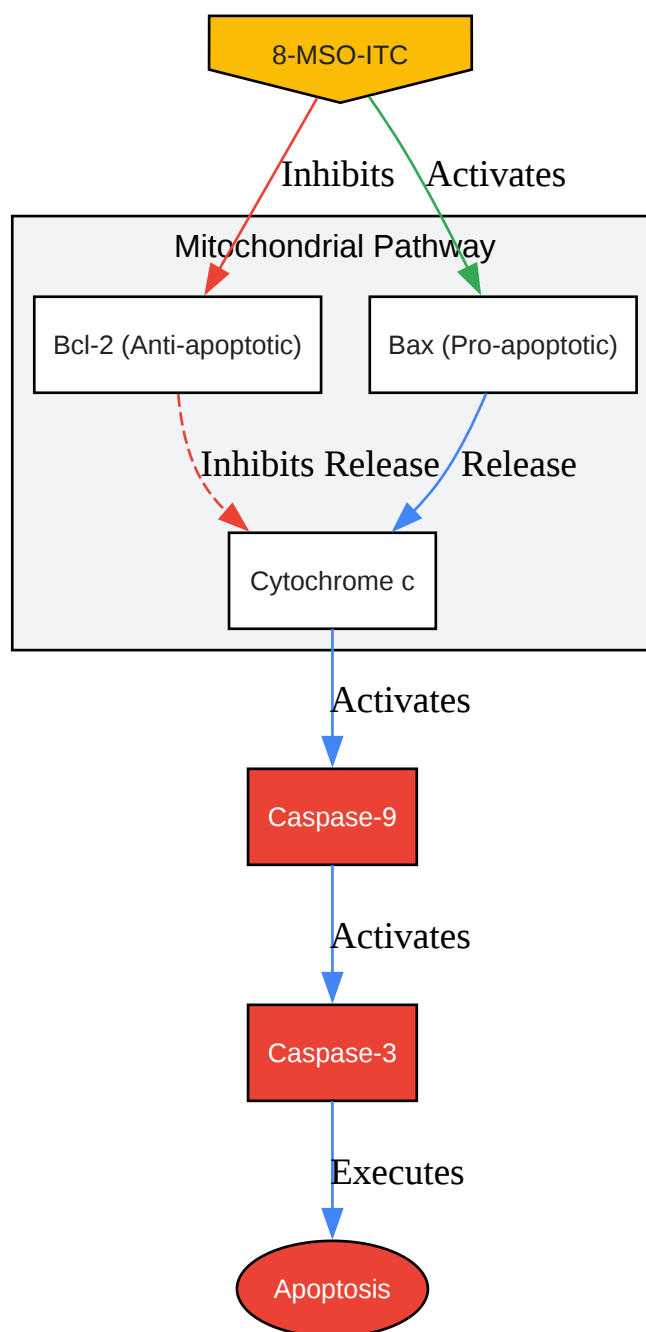 8-MSO-ITC
Inhibits
Activates
Mitochondrial Pathway
Bcl-2 (Anti-apoptotic)
Bax (Pro-apoptotic)
Inhibits Release
Release
Cytochrome c
Activates
Caspase-9
Activates
Caspase-3
Executes
Apoptosis